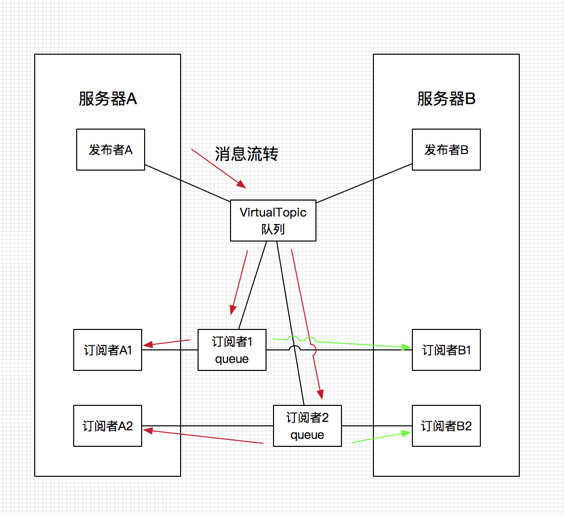 服务器A
服务器B
发布者A
消息流转
发布者B
VirtualTopic
队列
订阅者A1
订阅者1
queue
订阅者B1
订阅者A2
订阅者2
queue
订阅者B2